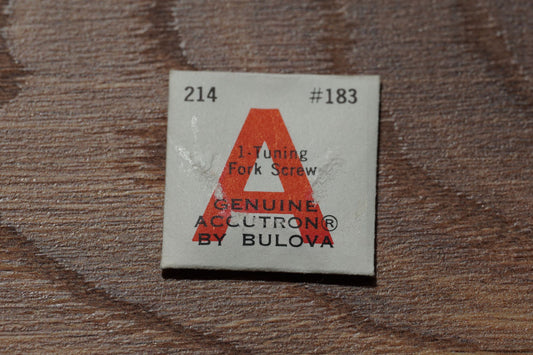 214 #183
1-Tuning
Fork Screw
GENUINE
ACCUTRON®
BY BULOVA